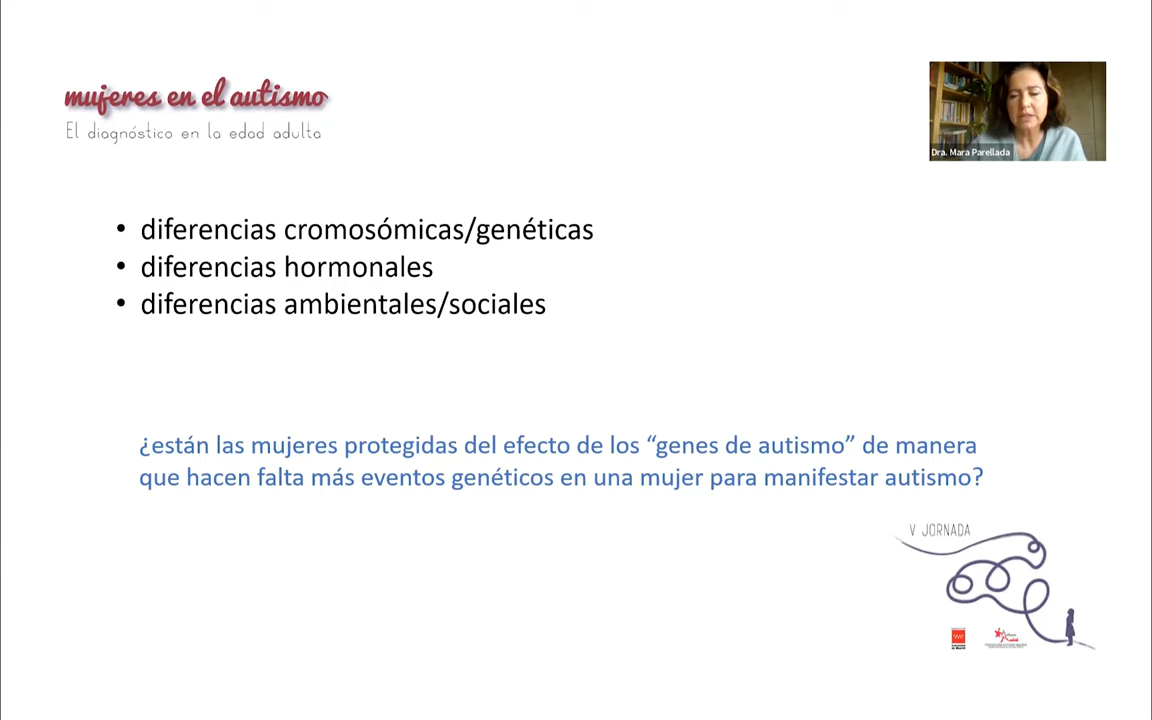 mujeres en el autismo
El diagnóstico en la edad adulta
Dra. Mara Parellada
• diferencias cromosómicas/genéticas
• diferencias hormonales
• diferencias ambientales/sociales
¿están las mujeres protegidas del efecto de los “genes de autismo” de manera
que hacen falta más eventos genéticos en una mujer para manifestar autismo?
V JORNADA